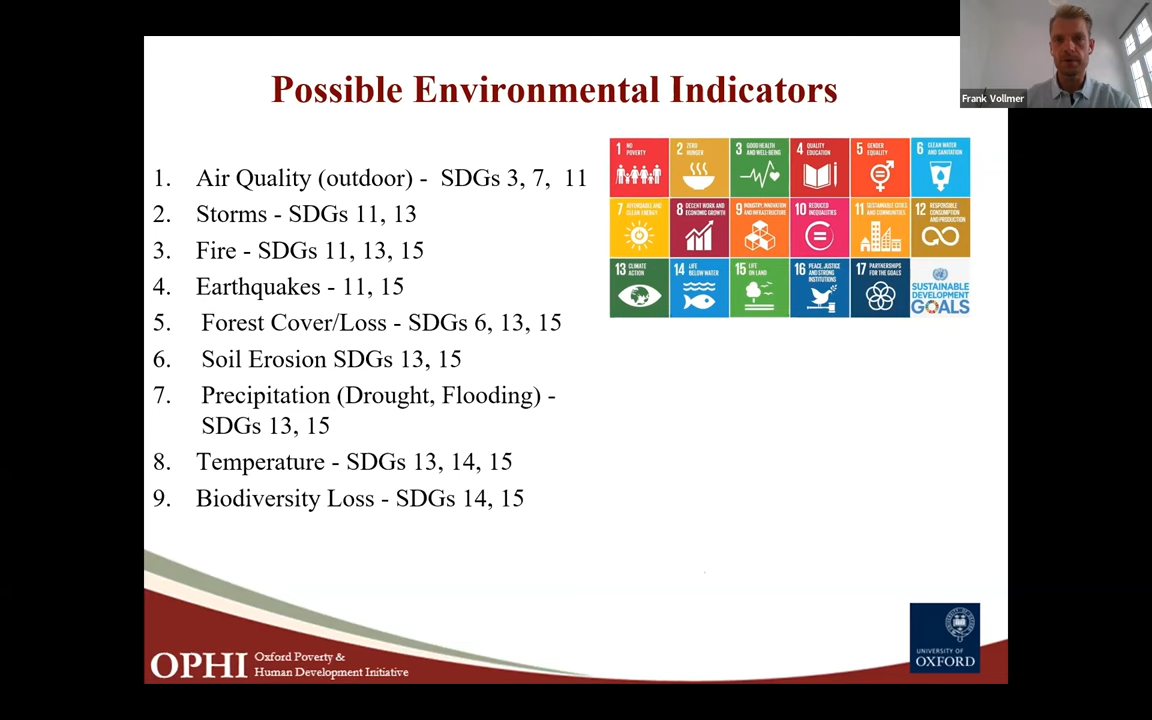 Possible Environmental Indicators
Frank Vollmer
1. Air Quality (outdoor) - SDGs 3, 7, 11
2. Storms - SDGs 11, 13
3. Fire - SDGs 11, 13, 15
4. Earthquakes - 11, 15
5. Forest Cover/Loss - SDGs 6, 13, 15
6. Soil Erosion SDGs 13, 15
7. Precipitation (Drought, Flooding) -
SDGs 13, 15
8. Temperature - SDGs 13, 14, 15
9. Biodiversity Loss - SDGs 14, 15
1 NO
POVERTY
2 ZERO
HUNGER
3 GOOD HEALTH
AND WELL-BEING
4 QUALITY
EDUCATION
5 GENDER
EQUALITY
6 CLEAN WATER
AND SANITATION
7 AFFORDABLE AND
CLEAN ENERGY
8 DECENT WORK AND
ECONOMIC GROWTH
9 INDUSTRY, INNOVATION
AND INFRASTRUCTURE
10 REDUCED
INEQUALITIES
11 SUSTAINABLE CITIES
AND COMMUNITIES
12 RESPONSIBLE
CONSUMPTION
AND PRODUCTION
13 CLIMATE
ACTION
14 LIFE
BELOW WATER
15 LIFE
ON LAND
16 PEACE, JUSTICE
AND STRONG
INSTITUTIONS
17 PARTNERSHIPS
FOR THE GOALS
SUSTAINABLE
DEVELOPMENT
GOALS
OPHI
Oxford Poverty &
Human Development Initiative
UNIVERSITY OF
OXFORD